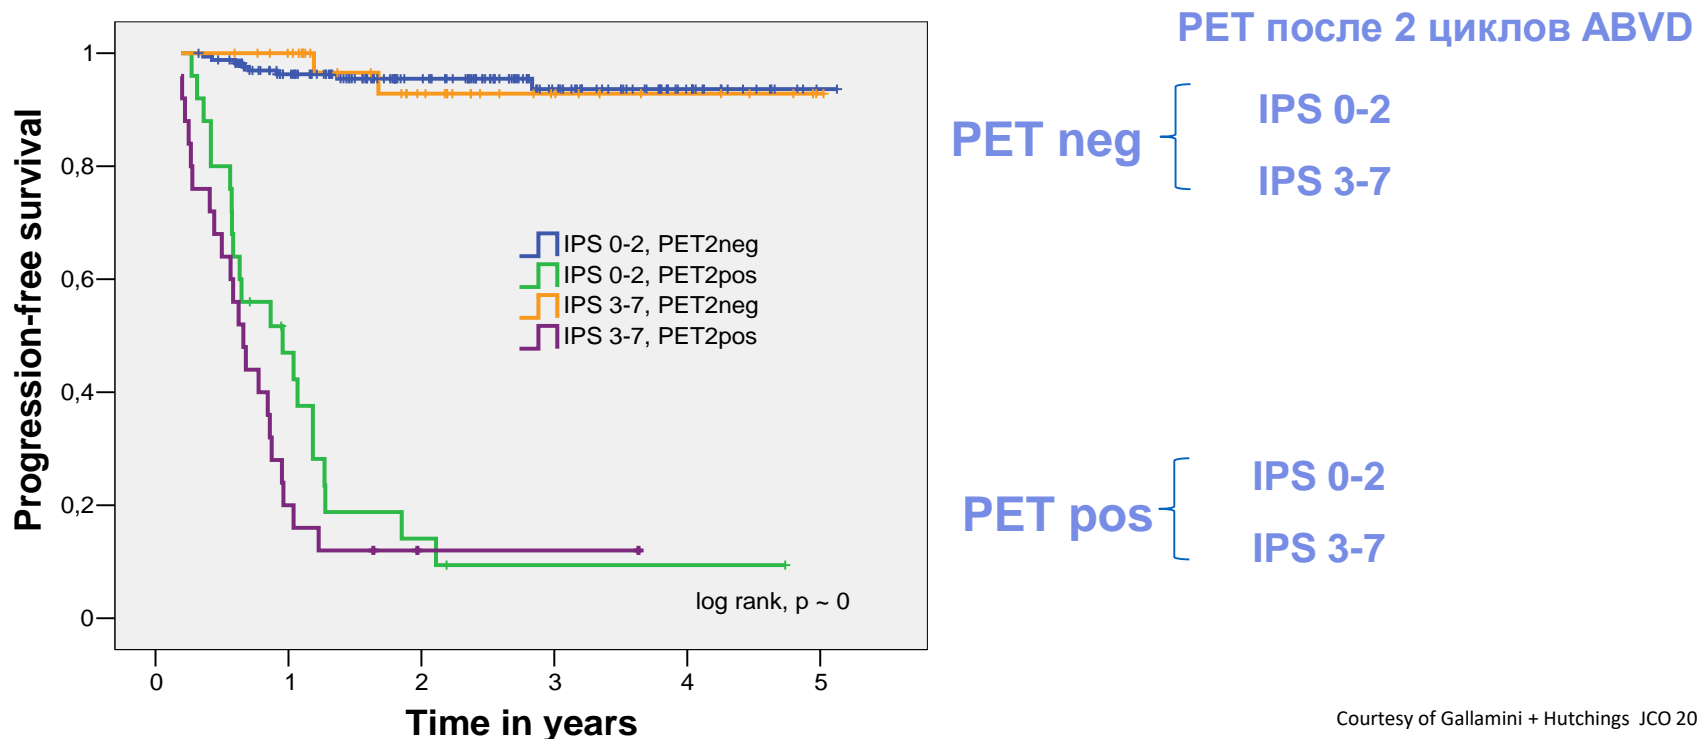 PET после 2 циклов ABVD
Progression-free survival
1
0,8
0,6
0,4
0,2
0
IPS 0-2, PET2neg
IPS 0-2, PET2pos
IPS 3-7, PET2neg
IPS 3-7, PET2pos
log rank, p ~ 0
0 1 2 3 4 5
Time in years
PET neg
IPS 0-2
IPS 3-7
PET pos
IPS 0-2
IPS 3-7
Courtesy of Gallamini + Hutchings JCO 20